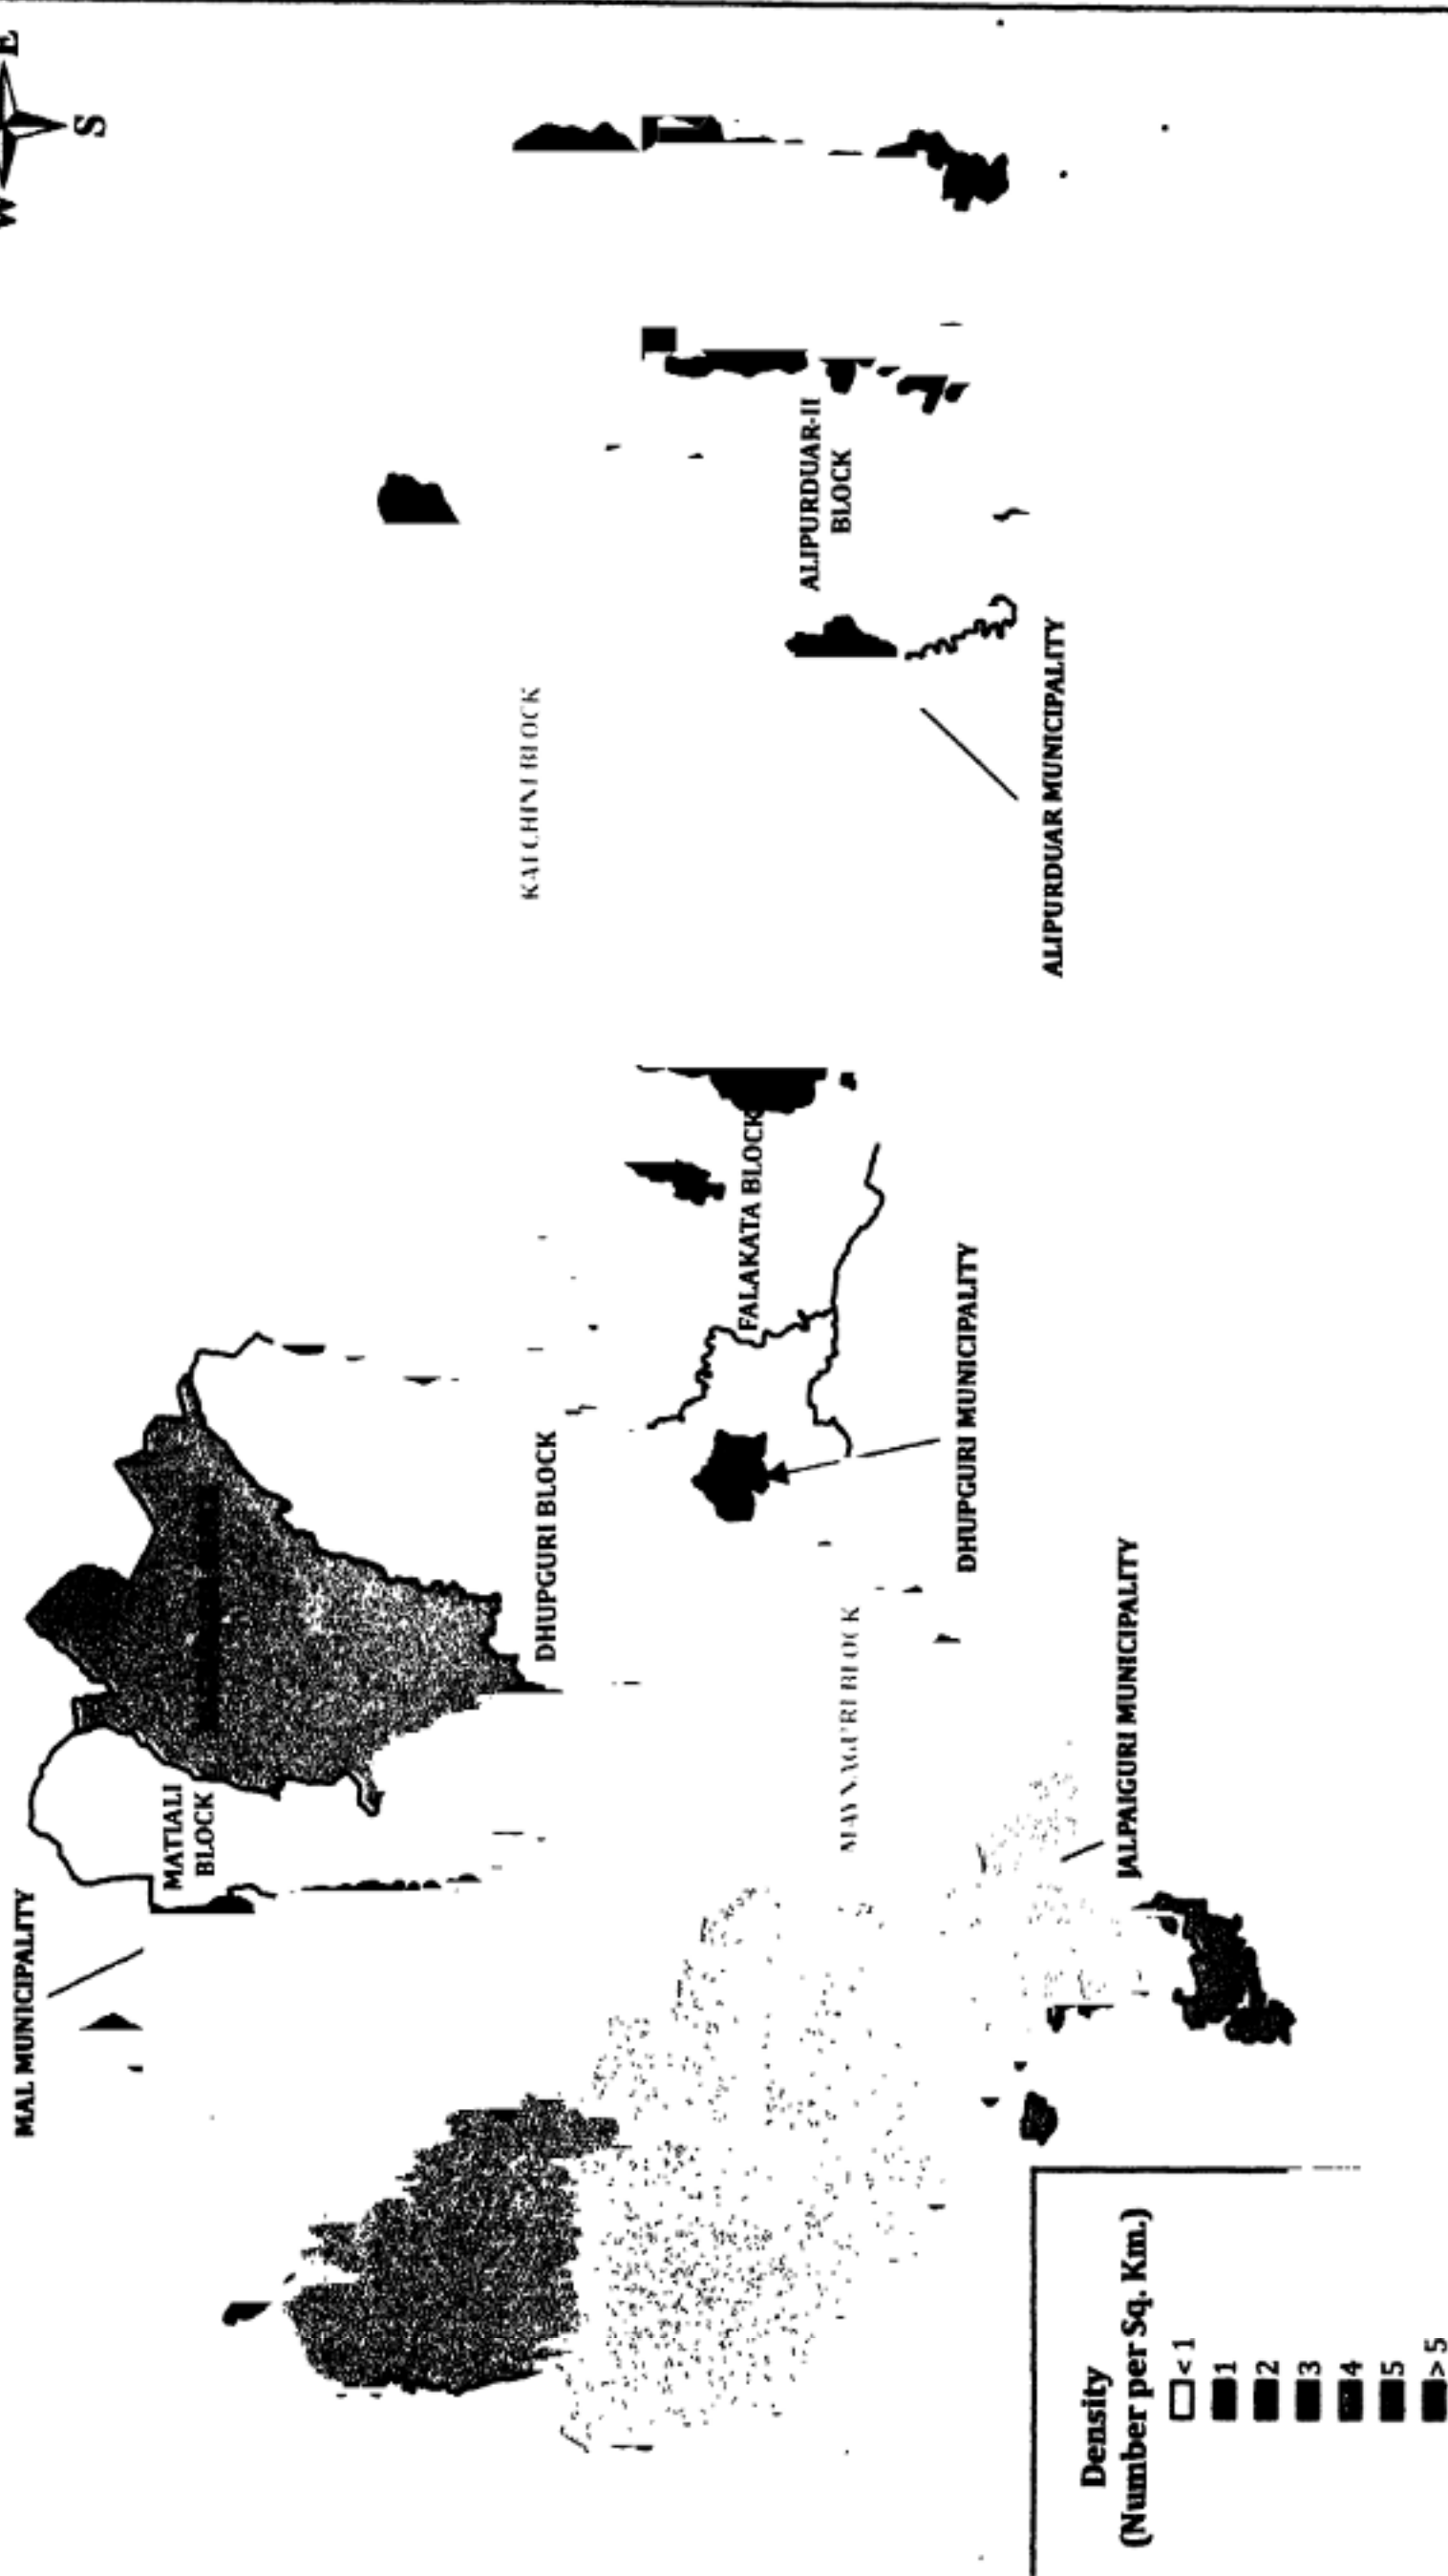 E
S
W
MAL MUNICIPALITY
MATIALI
BLOCK
DHUPGURI BLOCK
KALCHINI BLOCK
FALAKATA BLOCK
ALIPURDUAR-II
BLOCK
MAYNAGURI BLOCK
DHUPGURI MUNICIPALITY
ALIPURDUAR MUNICIPALITY
JALPAIGURI MUNICIPALITY
Density
(Number per Sq. Km.)
< 1
1
2
3
4
5
> 5